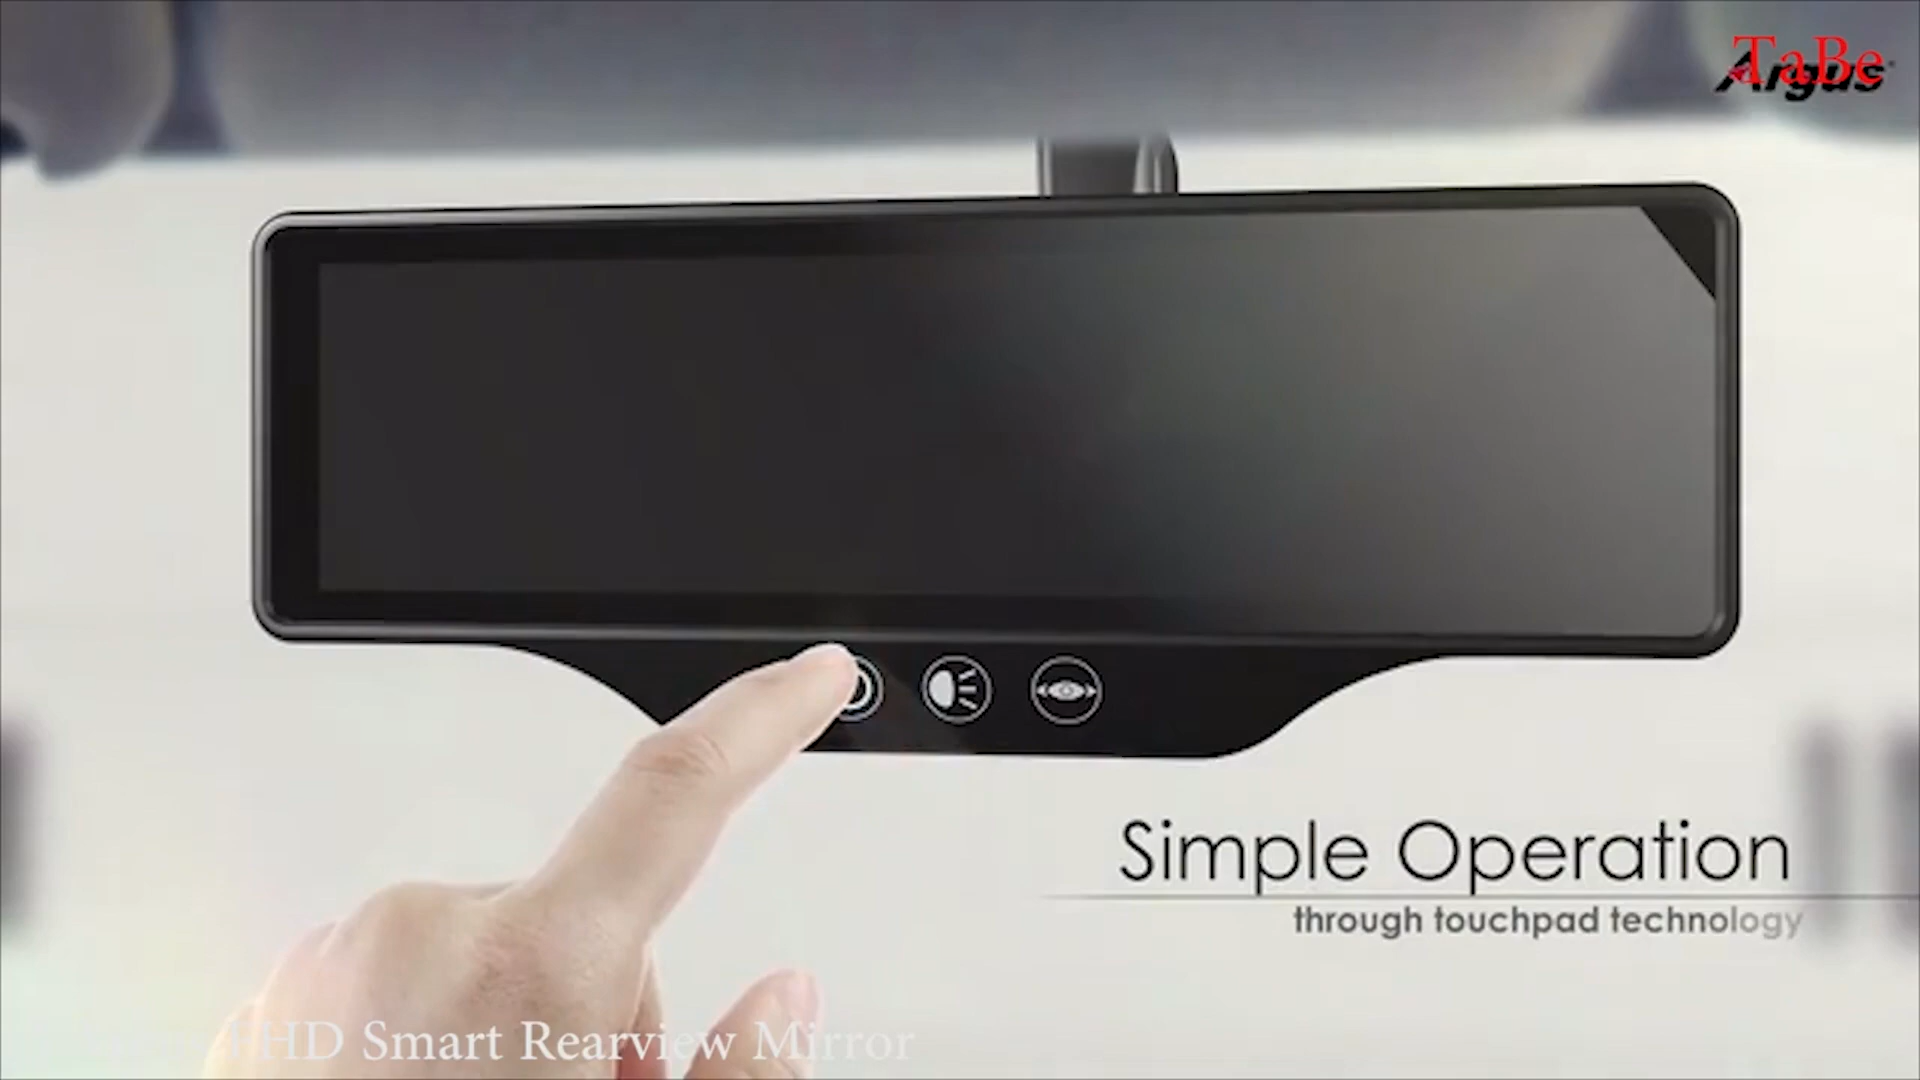 TaBe
Argus
Simple Operation
through touchpad technology
FHD Smart Rearview Mirror